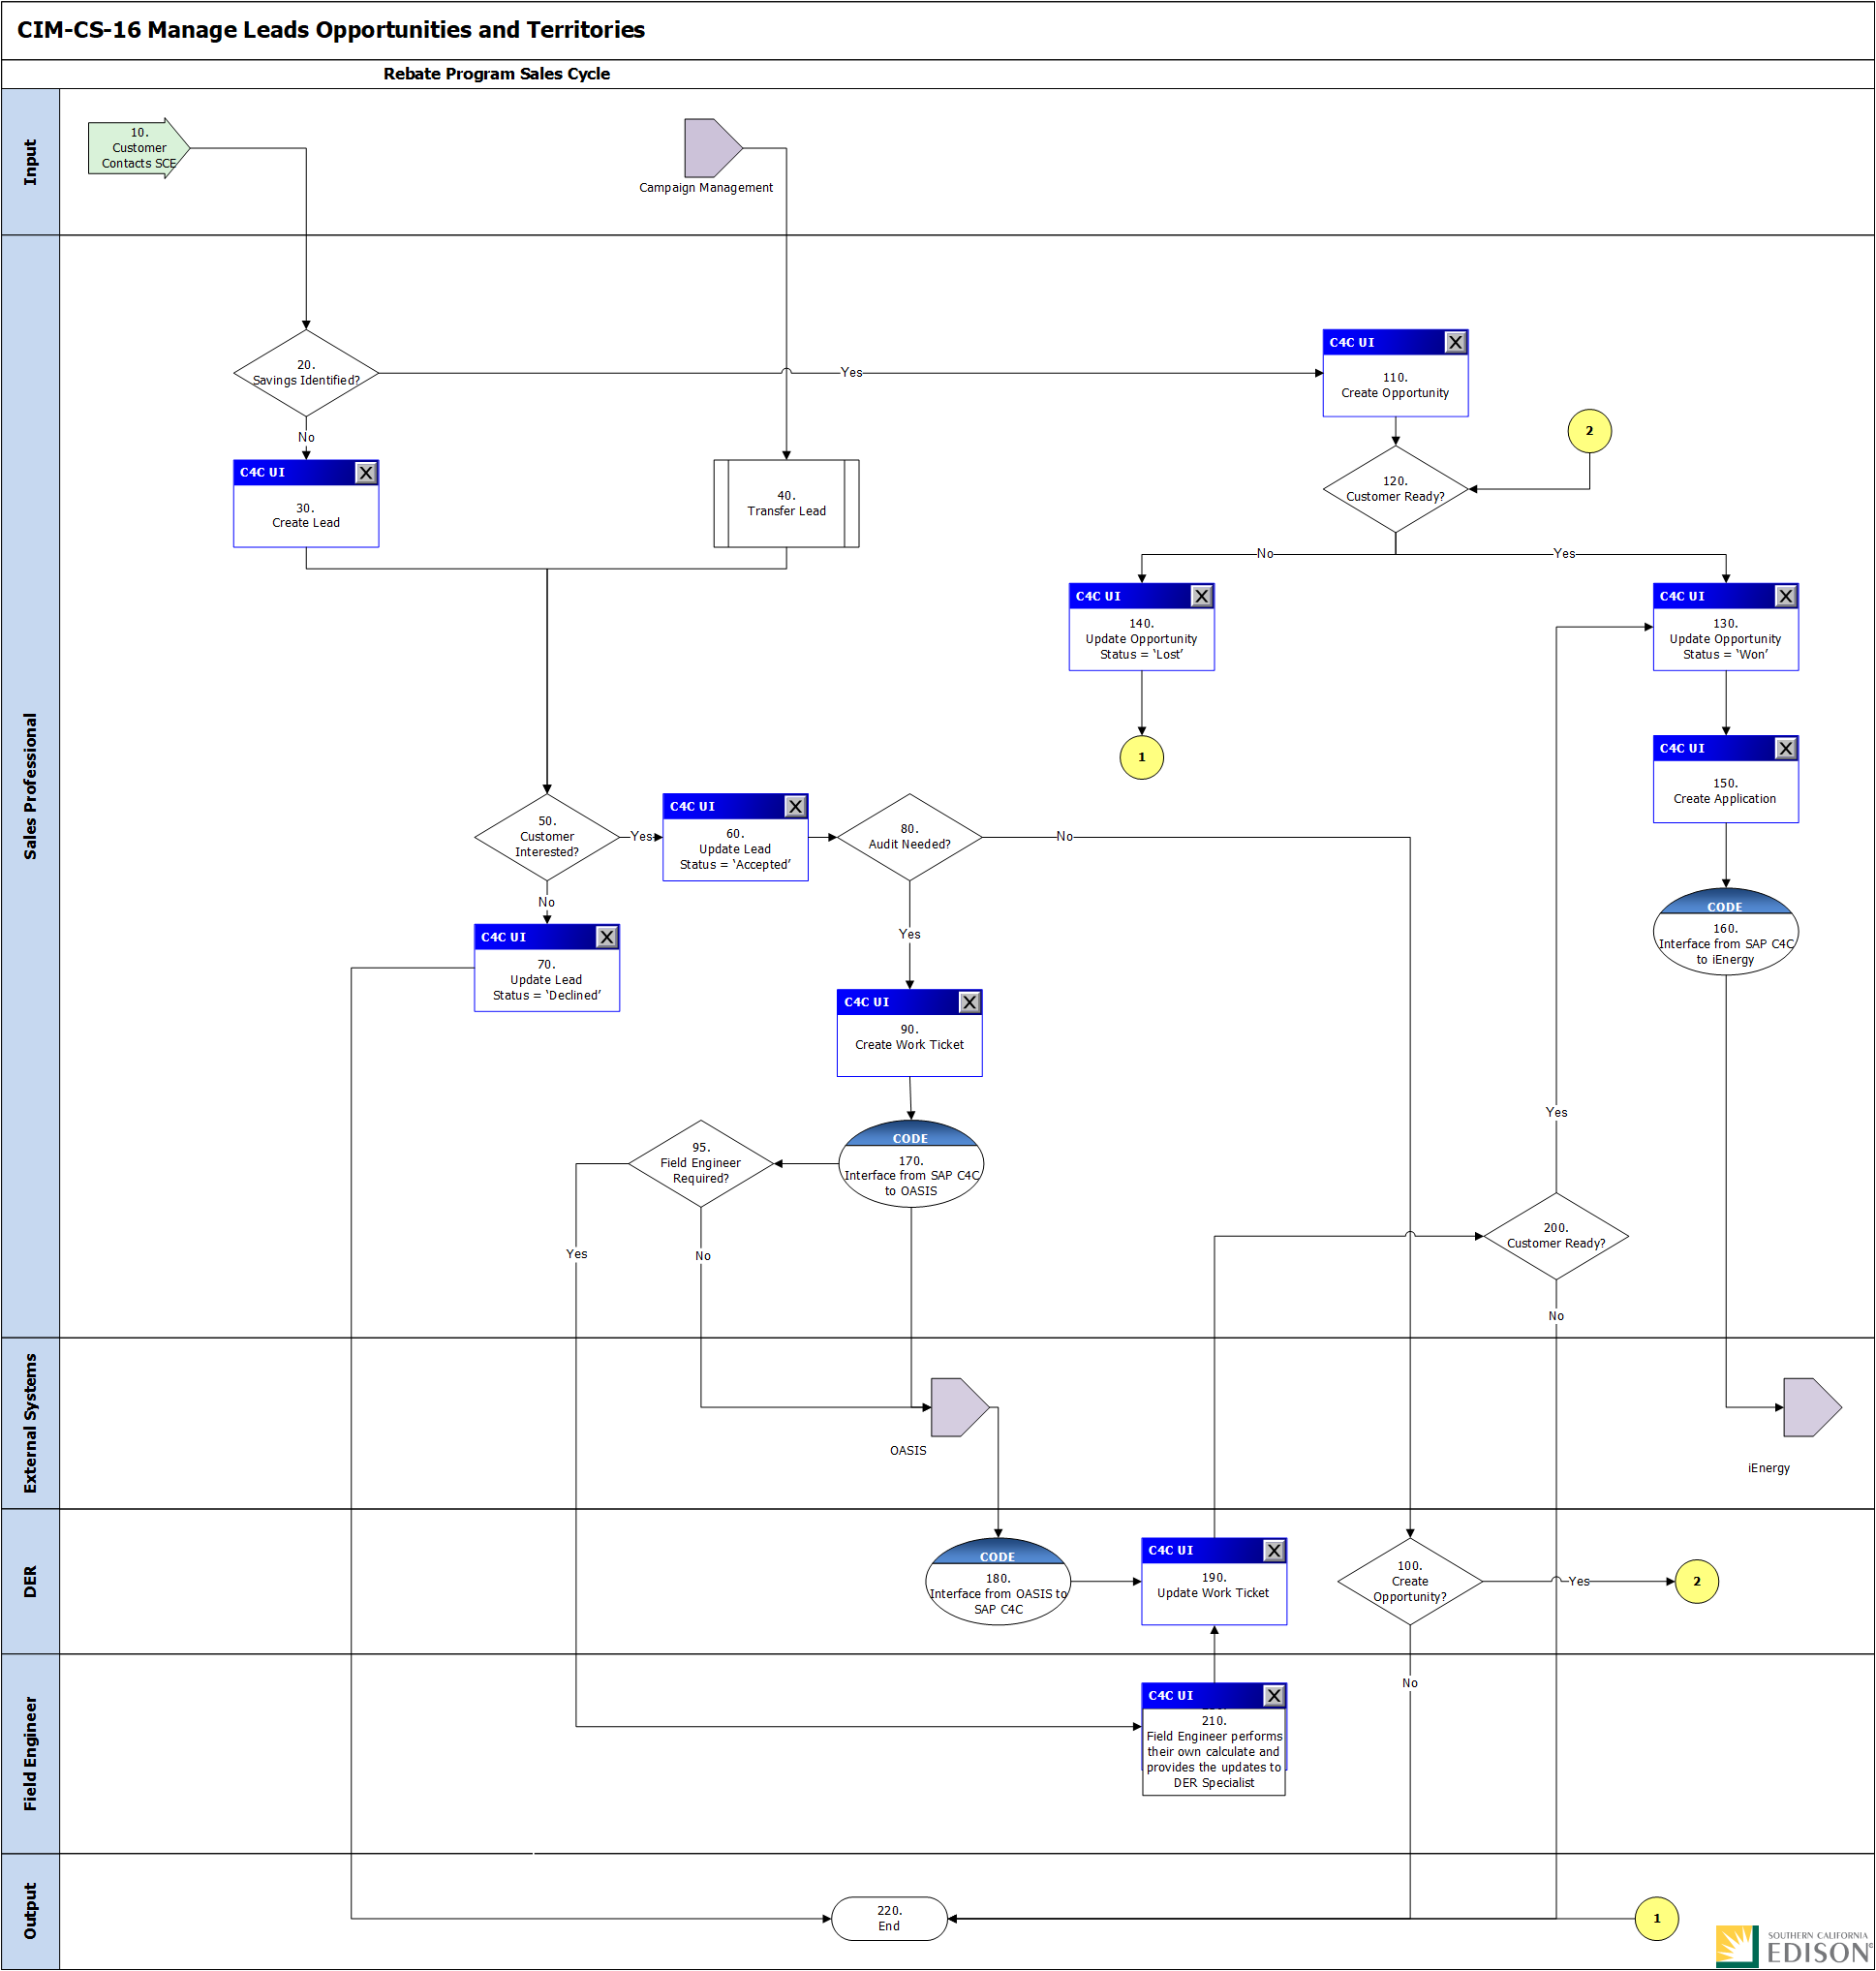 CIM-CS-16 Manage Leads Opportunities and Territories
Rebate Program Sales Cycle
Input
10.
Customer
Contacts SCE
Campaign Management
Sales Professional
20.
Savings Identified?
Yes
No
C4C UI
110.
Create Opportunity
2
C4C UI
30.
Create Lead
40.
Transfer Lead
120.
Customer Ready?
No
Yes
C4C UI
140.
Update Opportunity
Status = ‘Lost’
C4C UI
130.
Update Opportunity
Status = ‘Won’
1
C4C UI
150.
Create Application
50.
Customer
Interested?
Yes
No
C4C UI
60.
Update Lead
Status = ‘Accepted’
80.
Audit Needed?
No
Yes
CODE
160.
Interface from SAP C4C
to iEnergy
C4C UI
70.
Update Lead
Status = ‘Declined’
C4C UI
90.
Create Work Ticket
95.
Field Engineer
Required?
Yes
No
CODE
170.
Interface from SAP C4C
to OASIS
Yes
200.
Customer Ready?
No
External Systems
OASIS
iEnergy
DER
CODE
180.
Interface from OASIS to
SAP C4C
C4C UI
190.
Update Work Ticket
100.
Create
Opportunity?
Yes
2
No
Field Engineer
C4C UI
210.
Field Engineer performs
their own calculate and
provides the updates to
DER Specialist
Output
220.
End
1
SOUTHERN CALIFORNIA
EDISON